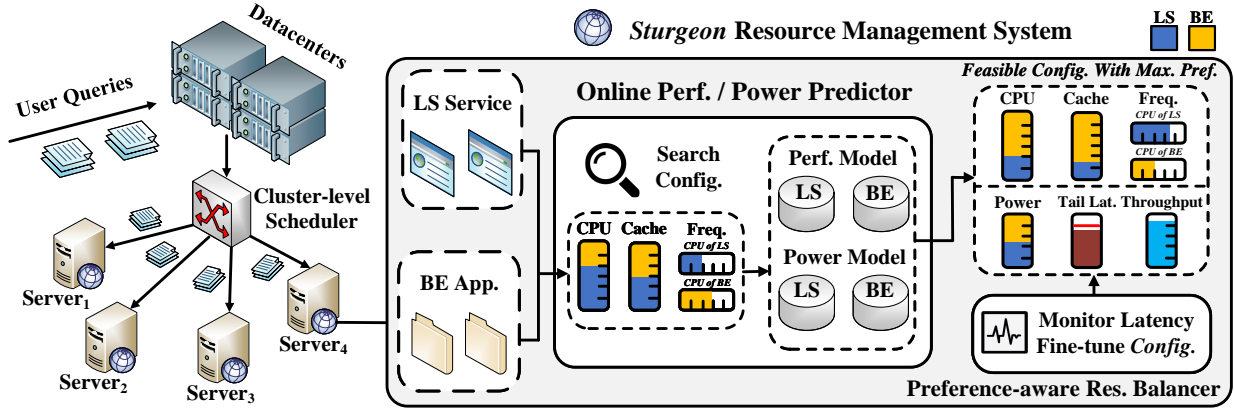 User Queries
Datacenters
Cluster-level
Scheduler
Server1
Server2
Server3
Server4
Sturgeon Resource Management System
LS BE
LS Service
BE App.
Online Perf. / Power Predictor
Search
Config.
CPU Cache Freq.
CPU of LS
CPU of BE
Perf. Model
LS BE
Power Model
LS BE
Feasible Config. With Max. Pref.
CPU Cache Freq.
CPU of LS
CPU of BE
Power Tail Lat. Throughput
Monitor Latency
Fine-tune Config.
Preference-aware Res. Balancer